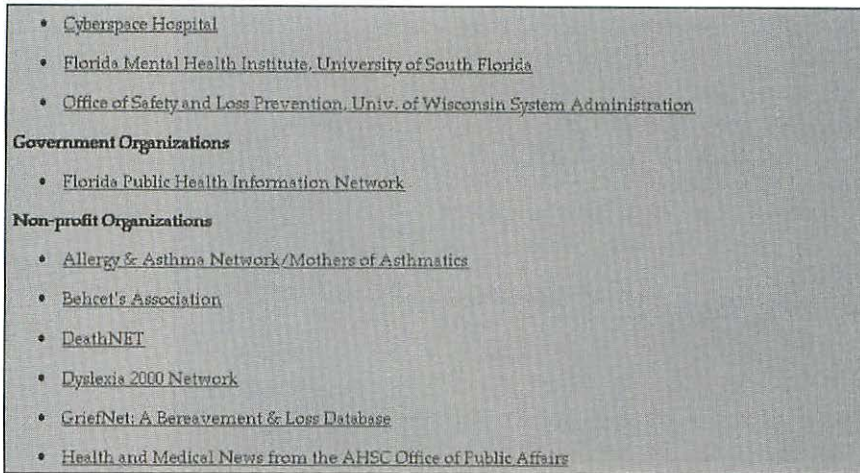 • Cyberspace Hospital
• Florida Mental Health Institute, University of South Florida
• Office of Safety and Loss Prevention, Univ. of Wisconsin System Administration
Government Organizations
• Florida Public Health Information Network
Non-profit Organizations
• Allergy & Asthma Network/Mothers of Asthmatics
• Behcet's Association
• DeathNET
• Dyslexia 2000 Network
• GriefNet: A Bereavement & Loss Database
• Health and Medical News from the AHSC Office of Public Affairs